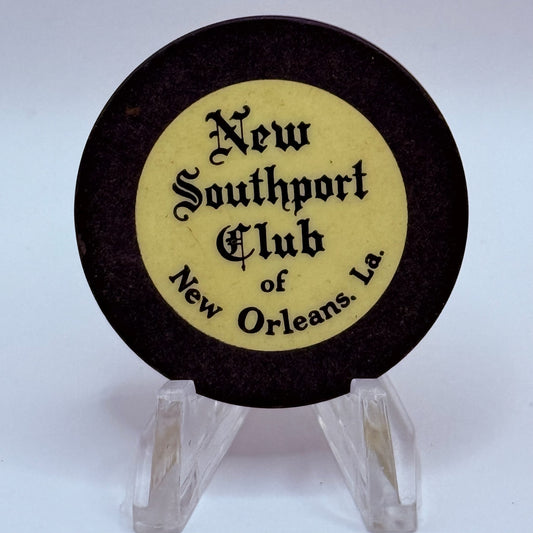 New
Southport
Club
of
New Orleans. La.